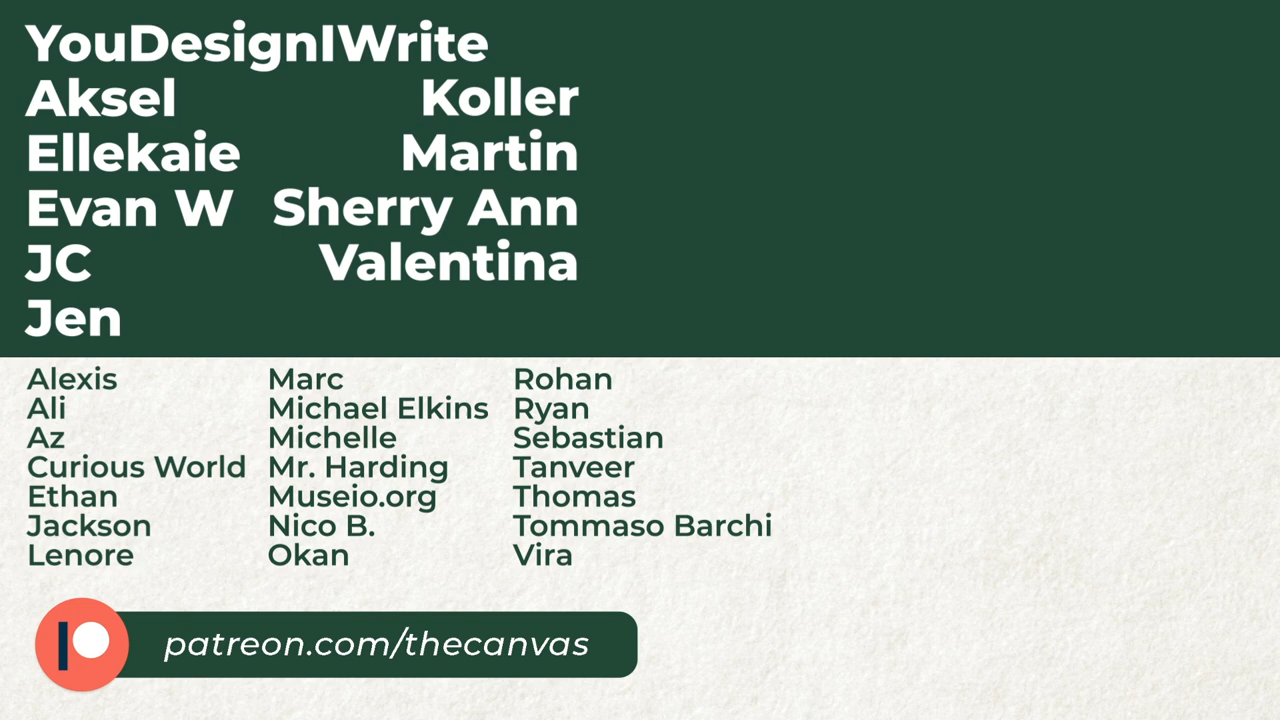 YouDesignIWrite
Aksel
Ellekaie
Evan W
JC
Jen
Koller
Martin
Sherry Ann
Valentina
Alexis
Ali
Az
Curious World
Ethan
Jackson
Lenore
Marc
Michael Elkins
Michelle
Mr. Harding
Museio.org
Nico B.
Okan
Rohan
Ryan
Sebastian
Tanveer
Thomas
Tommaso Barchi
Vira
patreon.com/thecanvas